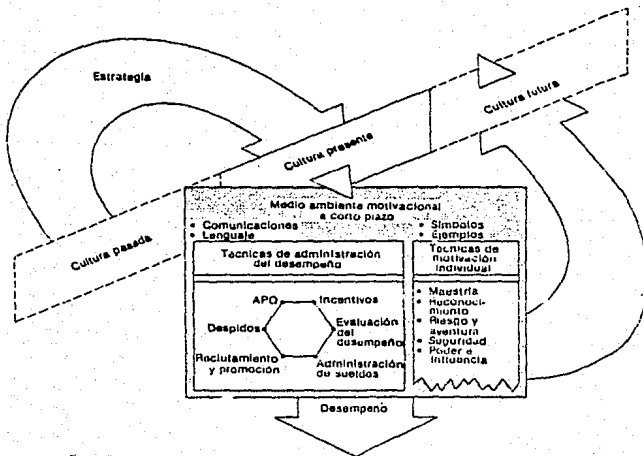 Estrategia
Cultura futura
Cultura presente
Cultura pasada
Medio ambiente motivacional
a corto plazo
• Comunicaciones
• Lenguaje
• Símbolos
• Ejemplos
Técnicas de administración
del desempeño
Técnicas de
motivación
individual
APO
Incentivos
Despidos
Evaluación
del
desempeño
Reclutamiento
y promoción
Administración
de sueldos
• Maestría
• Reconoci-
miento
• Riesgo y
aventura
• Seguridad
• Poder e
influencia
Desempeño